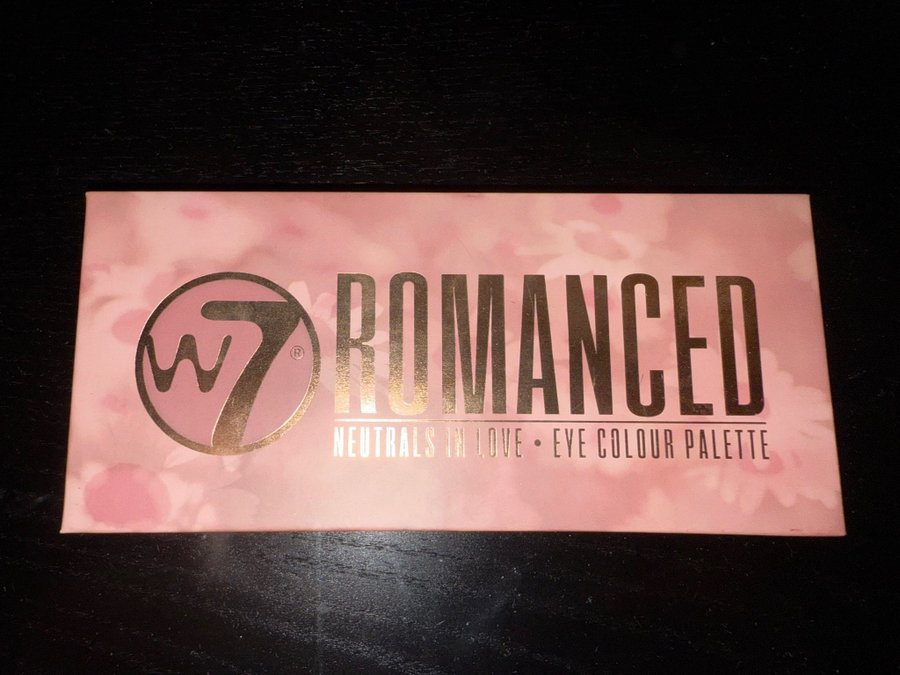 W7®
ROMANCED
NEUTRALS IN LOVE • EYE COLOUR PALETTE